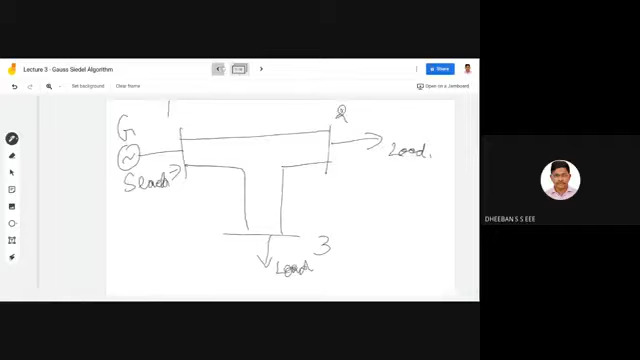 Lecture 3 - Gauss Siedel Algorithm
Share
Set background
Clear frame
Open on a Jamboard
1
2
G
Slack
Load.
3
Load
DHEEBAN S S EEE